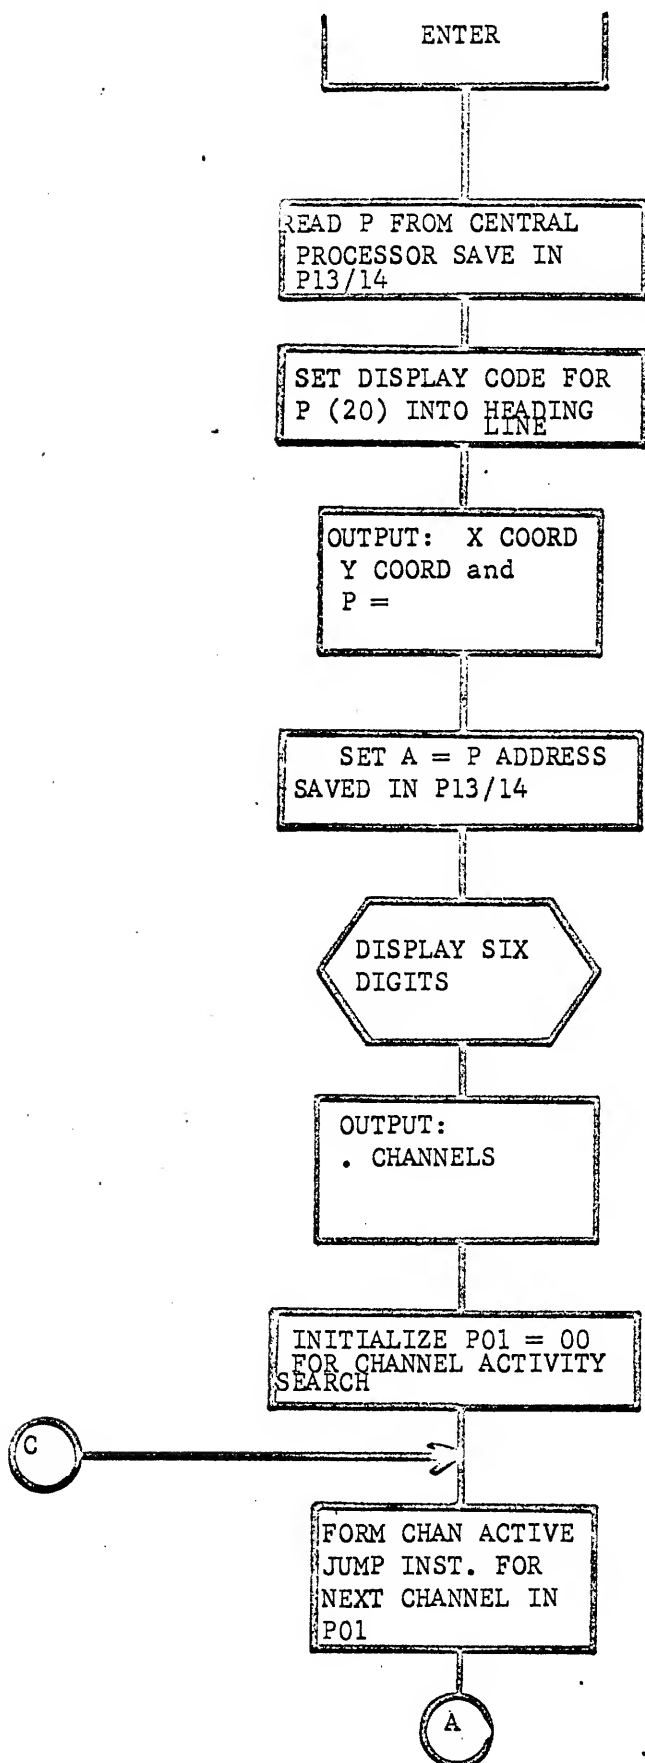 ENTER
READ P FROM CENTRAL
PROCESSOR SAVE IN
P13/14
SET DISPLAY CODE FOR
P (20) INTO HEADING
LINE
OUTPUT: X COORD
Y COORD and
P =
SET A = P ADDRESS
SAVED IN P13/14
DISPLAY SIX
DIGITS
OUTPUT:
. CHANNELS
INITIALIZE P01 = 00
FOR CHANNEL ACTIVITY
SEARCH
C
FORM CHAN ACTIVE
JUMP INST. FOR
NEXT CHANNEL IN
P01
A